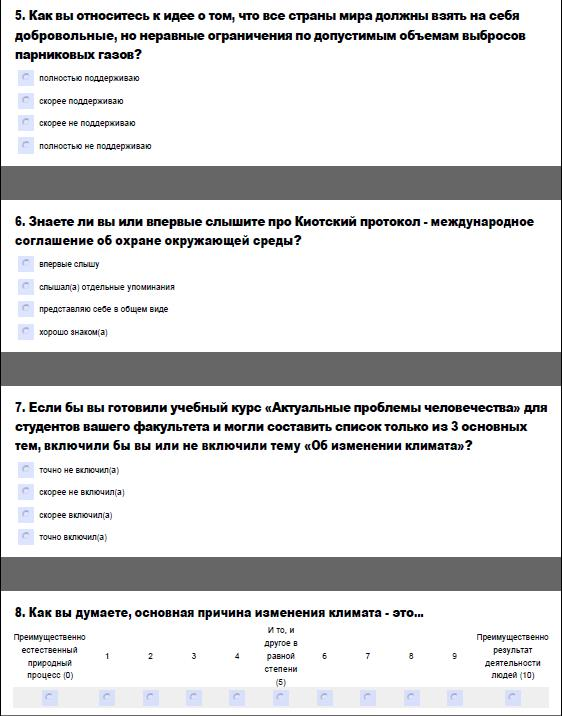 5. Как вы относитесь к идее о том, что все страны мира должны взять на себя
добровольные, но неравные ограничения по допустимым объемам выбросов
парниковых газов?
полностью поддерживаю
скорее поддерживаю
скорее не поддерживаю
полностью не поддерживаю
6. Знаете ли вы или впервые слышите про Киотский протокол - международное
соглашение об охране окружающей среды?
впервые слышу
слышал(а) отдельные упоминания
представляю себе в общем виде
хорошо знаком(а)
7. Если бы вы готовили учебный курс «Актуальные проблемы человечества» для
студентов вашего факультета и могли составить список только из 3 основных
тем, включили бы вы или не включили тему «Об изменении климата»?
точно не включил(а)
скорее не включил(а)
скорее включил(а)
точно включил(а)
8. Как вы думаете, основная причина изменения климата - это...
Преимущественно
естественный
природный
процесс (0)
1
2
3
4
И то, и
другое в
равной
степени
(5)
6
7
8
9
Преимущественно
результат
деятельности
людей (10)